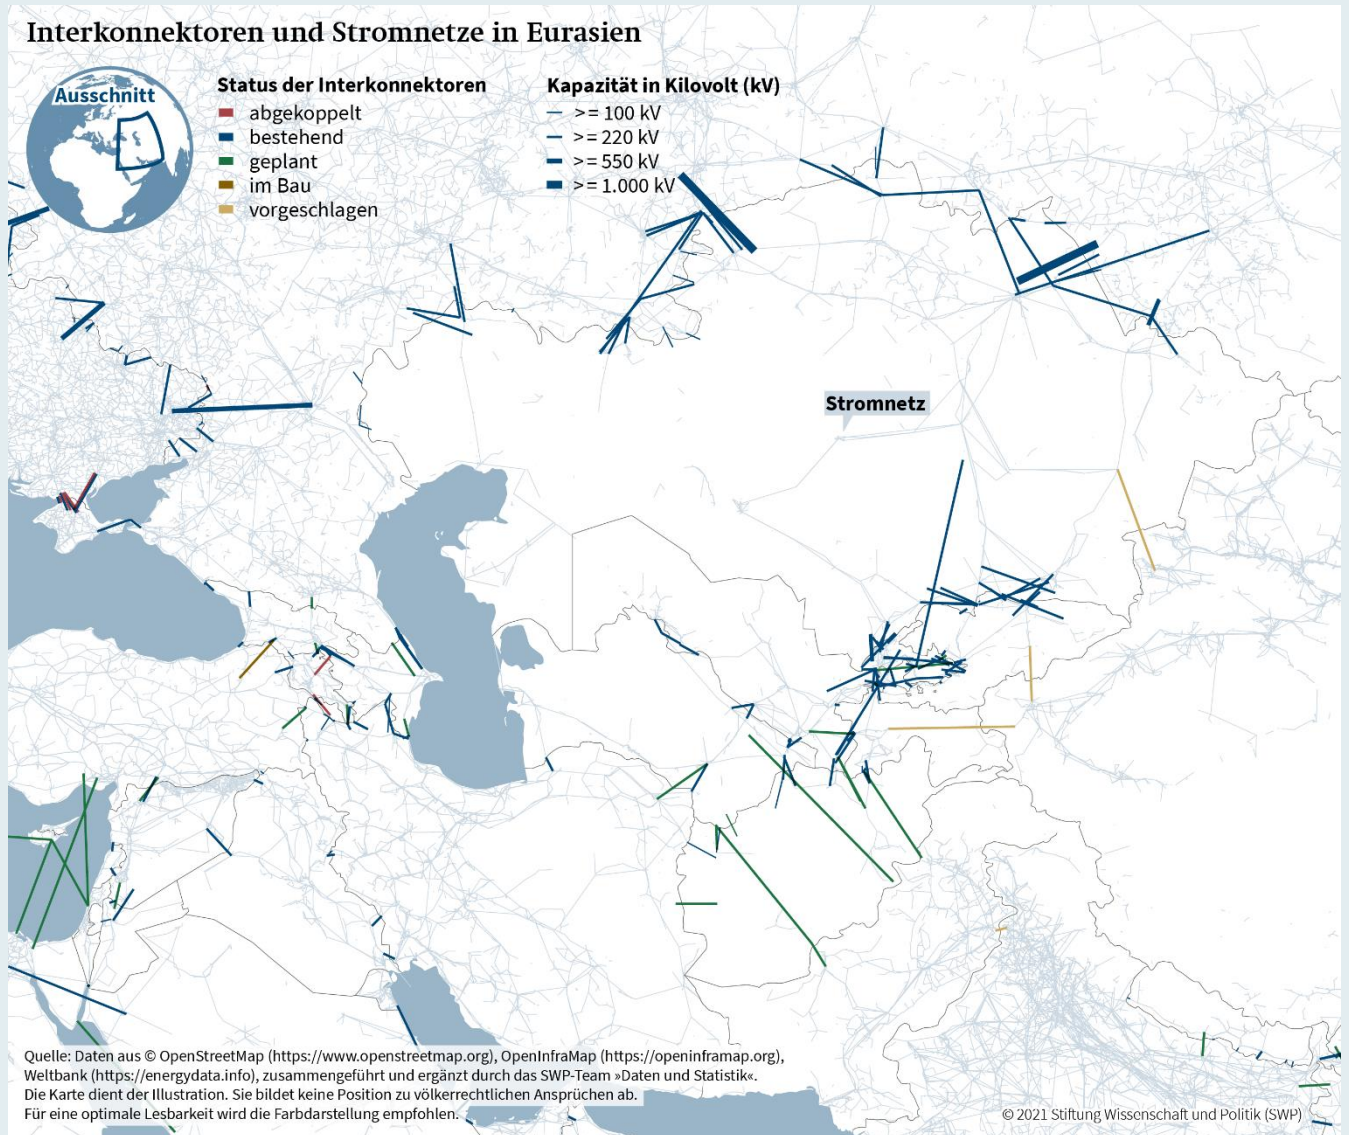 Interkonnektoren und Stromnetze in Eurasien
Ausschnitt
Status der Interkonnektoren
abgekoppelt
bestehend
geplant
im Bau
vorgeschlagen
Kapazität in Kilovolt (kV)
>= 100 kV
>= 220 kV
>= 550 kV
>= 1.000 kV
Stromnetz
Quelle: Daten aus © OpenStreetMap (https://www.openstreetmap.org), OpenInfraMap (https://openinframap.org),
Weltbank (https://energydata.info), zusammengeführt und ergänzt durch das SWP-Team »Daten und Statistik«.
Die Karte dient der Illustration. Sie bildet keine Position zu völkerrechtlichen Ansprüchen ab.
Für eine optimale Lesbarkeit wird die Farbdarstellung empfohlen.
© 2021 Stiftung Wissenschaft und Politik (SWP)